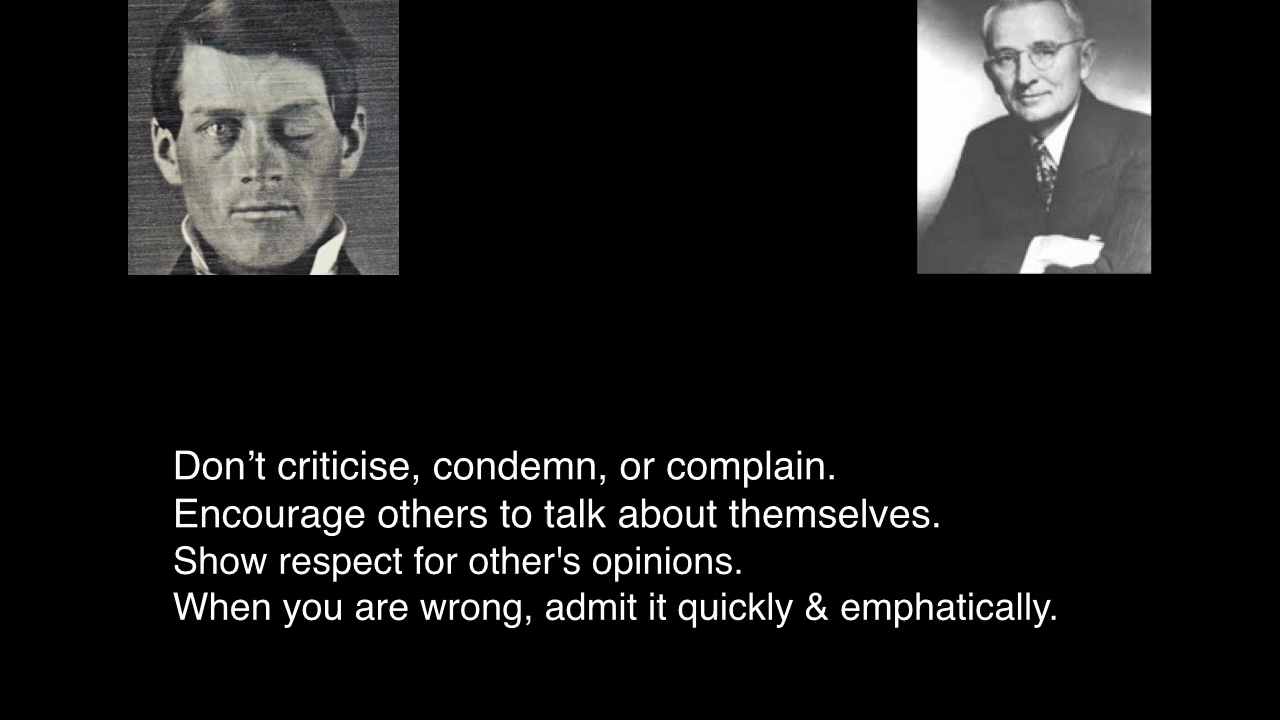 Don’t criticise, condemn, or complain.
Encourage others to talk about themselves.
Show respect for other's opinions.
When you are wrong, admit it quickly & emphatically.